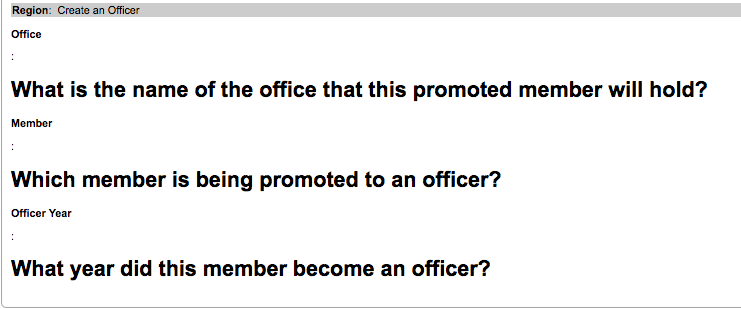 Region: Create an Officer
Office
:
What is the name of the office that this promoted member will hold?
Member
:
Which member is being promoted to an officer?
Officer Year
:
What year did this member become an officer?